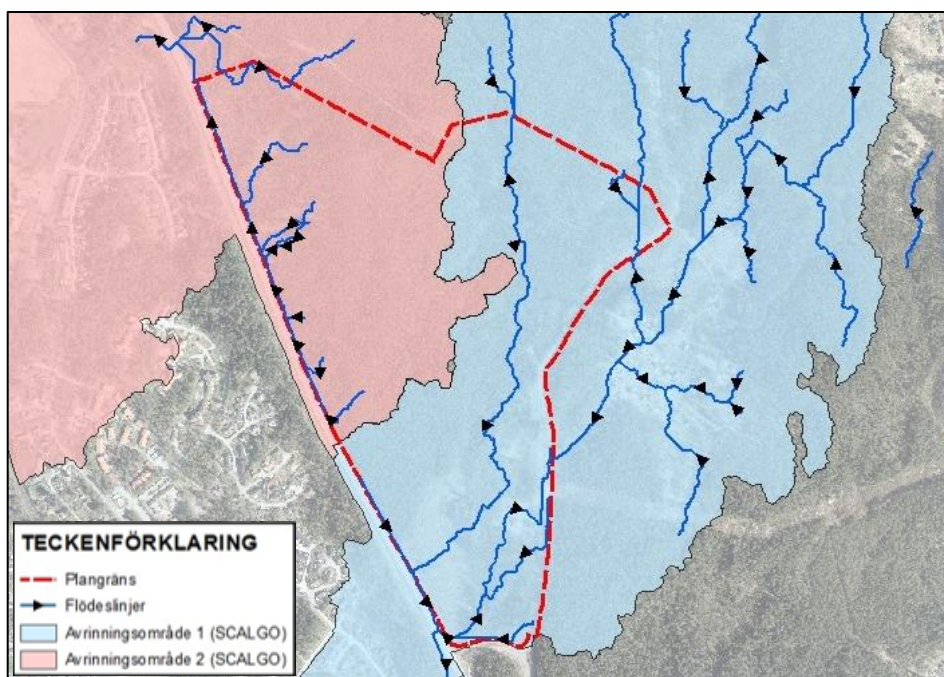 TECKENFÖRKLARING
Plangräns
Flödeslinjer
Avrinningsområde 1 (SCALGO)
Avrinningsområde 2 (SCALGO)